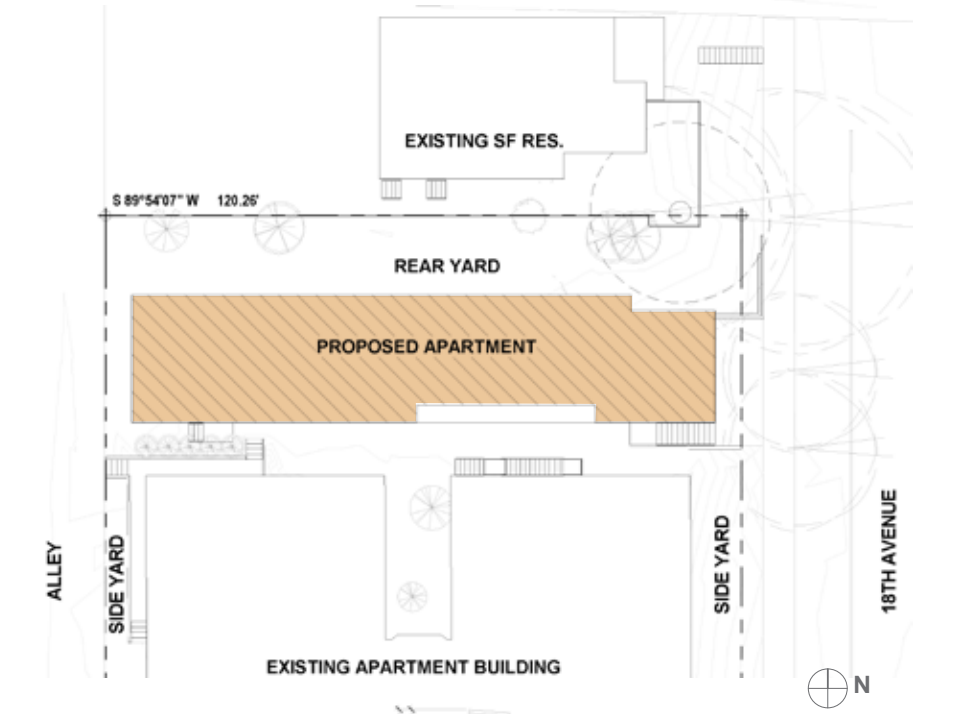 EXISTING SF RES.
S 89°54'07" W 120.26'
REAR YARD
PROPOSED APARTMENT
ALLEY
SIDE YARD
SIDE YARD
18TH AVENUE
EXISTING APARTMENT BUILDING
N